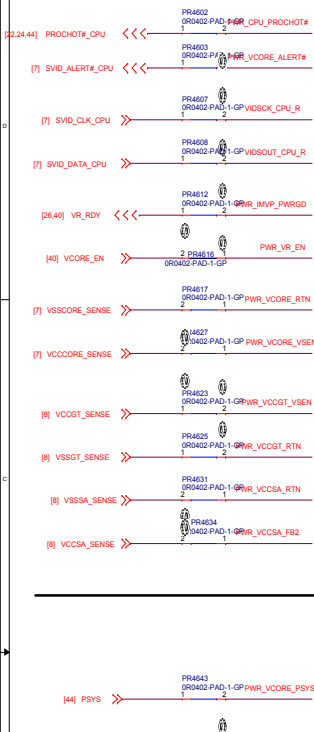 PR4602
0R0402-PAD-1-GP
[22,24,44] PROCHOT#_CPU 1 2 PWR_CPU_PROCHOT#
PR4603
0R0402-PAD-1-GP
[7] SVID_ALERT#_CPU 1 2 PWR_VCORE_ALERT#
PR4607
0R0402-PAD-1-GP
[7] SVID_CLK_CPU 1 2 VIDSCK_CPU_R
D
PR4608
0R0402-PAD-1-GP
[7] SVID_DATA_CPU 1 2 VIDSOUT_CPU_R
PR4612
0R0402-PAD-1-GP
[26,40] VR_RDY 1 2 PWR_IMVP_PWRGD
[40] VCORE_EN 2 1 PWR_VR_EN
PR4616
0R0402-PAD-1-GP
PR4617
0R0402-PAD-1-GP
[7] VSSCORE_SENSE 2 1 PWR_VCORE_RTN
4627
0R0402-PAD-1-GP
[7] VCCCORE_SENSE 2 1 PWR_VCORE_VSEN
PR4623
0R0402-PAD-1-GP
[8] VCCGT_SENSE 1 2 PWR_VCCGT_VSEN
PR4625
0R0402-PAD-1-GP
[8] VSSGT_SENSE 1 2 PWR_VCCGT_RTN
C
PR4631
0R0402-PAD-1-GP
[8] VSSSA_SENSE 2 1 PWR_VCCSA_RTN
PR4634
0R0402-PAD-1-GP
[8] VCCSA_SENSE 2 1 PWR_VCCSA_FB2
PR4643
0R0402-PAD-1-GP
[44] PSYS 1 2 PWR_VCORE_PSYS